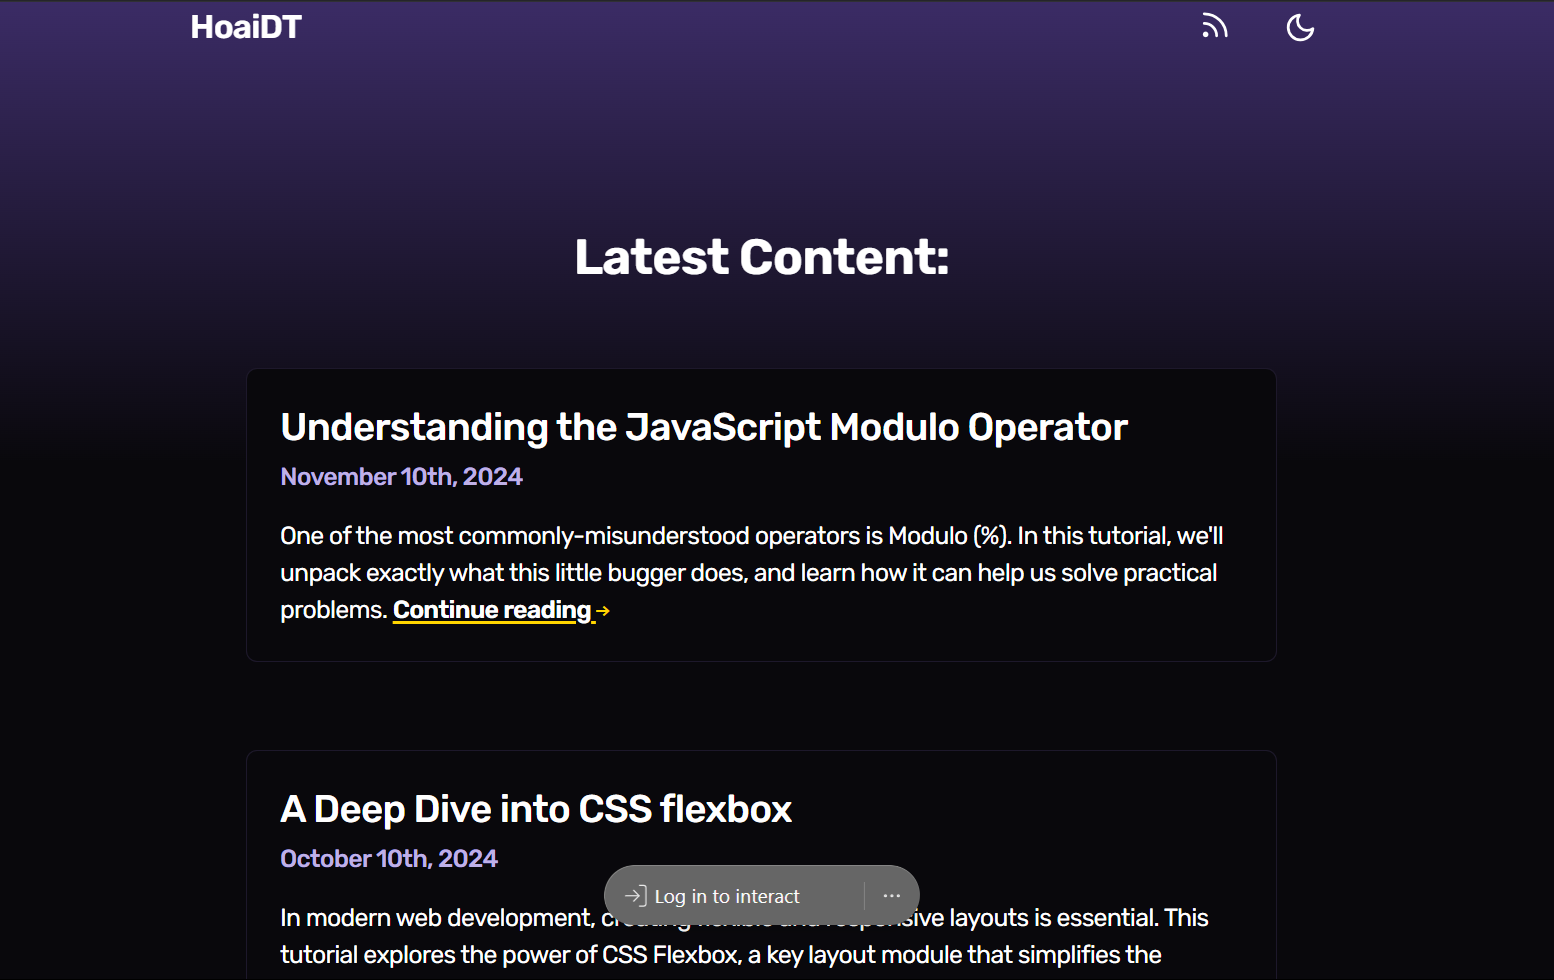 HoaiDT
Latest Content:
Understanding the JavaScript Modulo Operator
November 10th, 2024
One of the most commonly-misunderstood operators is Modulo (%). In this tutorial, we'll
unpack exactly what this little bugger does, and learn how it can help us solve practical
problems. Continue reading →
A Deep Dive into CSS flexbox
October 10th, 2024
Log in to interact
In modern web development, creating flexible and responsive layouts is essential. This
tutorial explores the power of CSS Flexbox, a key layout module that simplifies the